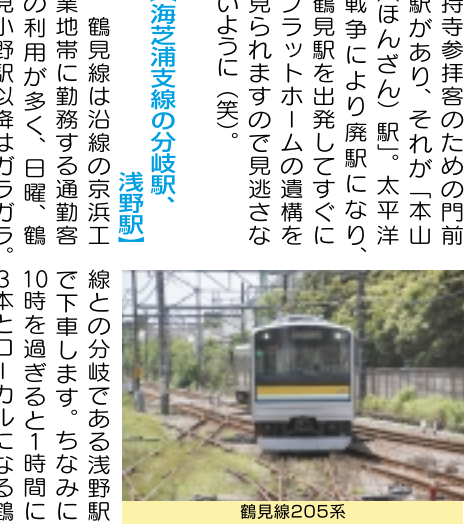 持寺参拝客のための門前
駅があり、それが「本山
ほんざん）駅」。太平洋
戦争により廃駅になり、
鶴見駅を出発してすぐに
プラットホームの遺構を
見られますので見逃さな
いように（笑）。
海芝浦支線の分岐駅、
浅野駅】
鶴見線は沿線の京浜工
業地帯に勤務する通勤客
の利用が多く、日曜、鶴
見小野駅以降はガラガラ。
線との分岐である浅野駅
で下車します。ちなみに
10時を過ぎると1時間に
3本とローカルになる鶴
鶴見線205系